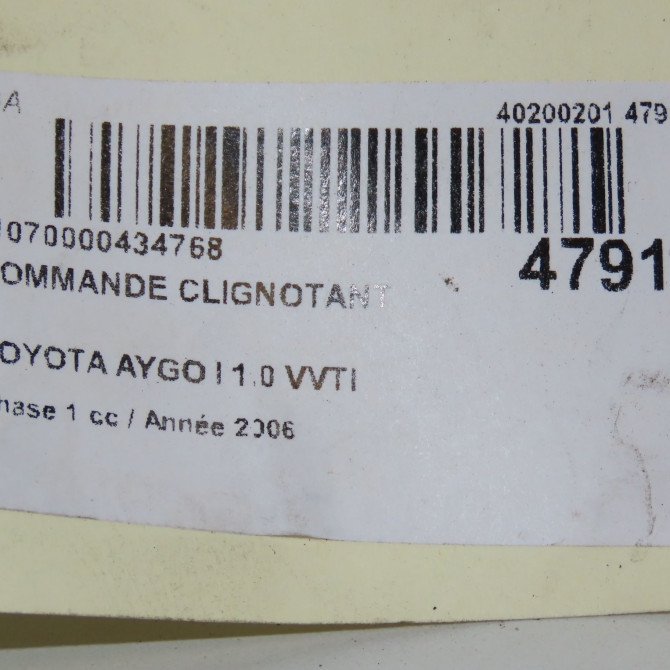 A
40200201 479
070000434768
4791
OMMANDE CLIGNOTANT
OYOTA AYGO I 1.0 VVTI
hase 1 cc / Année 2006